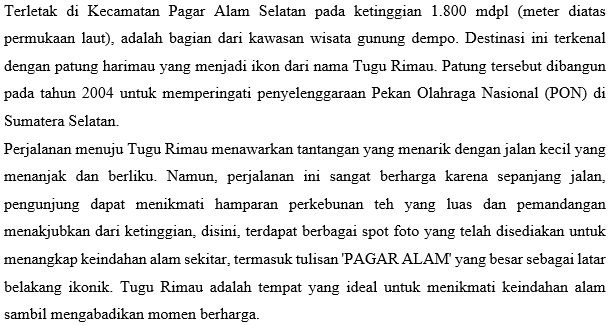 Terletak di Kecamatan Pagar Alam Selatan pada ketinggian 1.800 mdpl (meter diatas
permukaan laut), adalah bagian dari kawasan wisata gunung dempo. Destinasi ini terkenal
dengan patung harimau yang menjadi ikon dari nama Tugu Rimau. Patung tersebut dibangun
pada tahun 2004 untuk memperingati penyelenggaraan Pekan Olahraga Nasional (PON) di
Sumatera Selatan.
Perjalanan menuju Tugu Rimau menawarkan tantangan yang menarik dengan jalan kecil yang
menanjak dan berliku. Namun, perjalanan ini sangat berharga karena sepanjang jalan,
pengunjung dapat menikmati hamparan perkebunan teh yang luas dan pemandangan
menakjubkan dari ketinggian, disini, terdapat berbagai spot foto yang telah disediakan untuk
menangkap keindahan alam sekitar, termasuk tulisan 'PAGAR ALAM' yang besar sebagai latar
belakang ikonik. Tugu Rimau adalah tempat yang ideal untuk menikmati keindahan alam
sambil mengabadikan momen berharga.